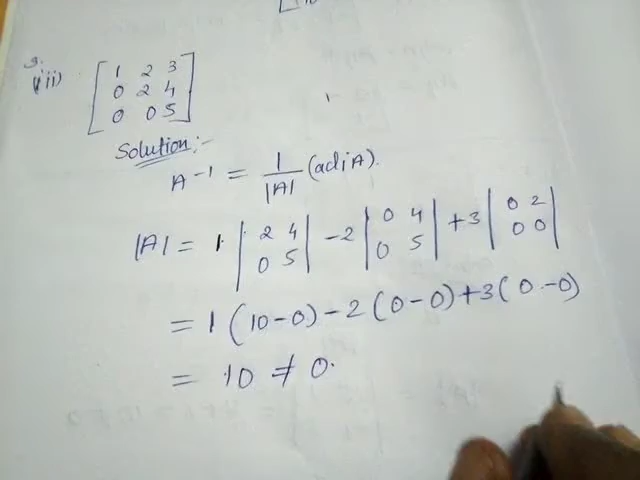 9.
(iii)
[1 2 3
0 2 4
0 0 5]
Solution:-
A⁻¹ = 1/|A| (adjA).
|A| = 1 |2 4 0 5| -2 |0 4 0 5| +3 |0 2 0 0|
= 1 (10-0) - 2 (0-0) + 3 (0-0)
= 10 ≠ 0.